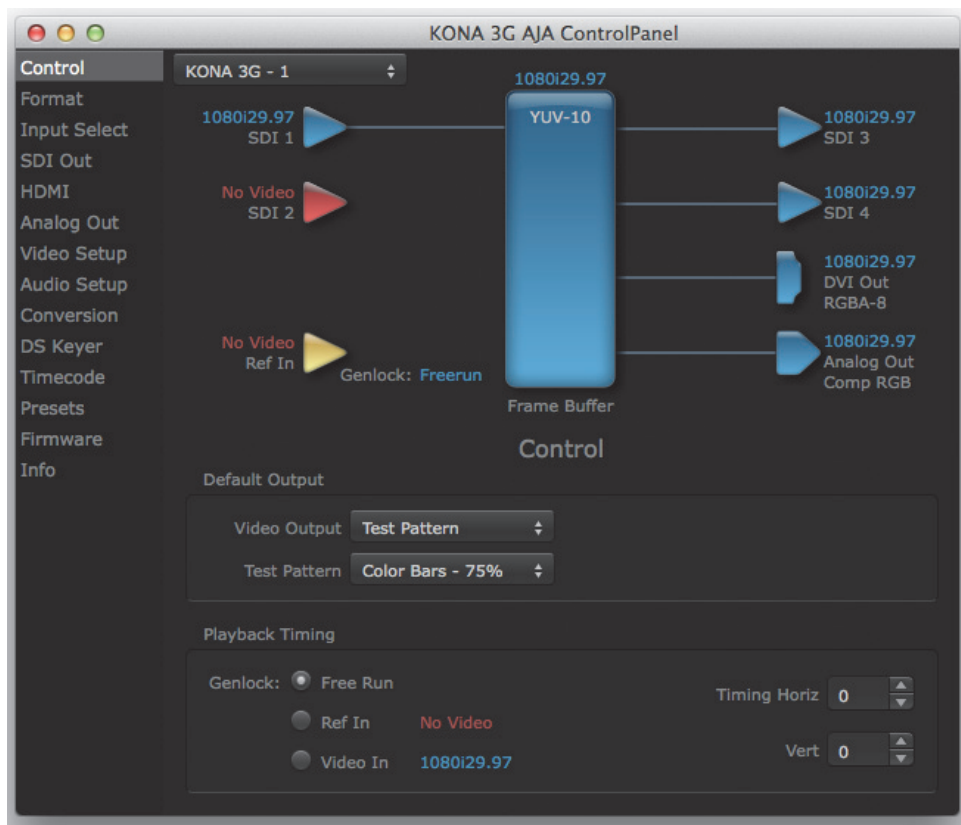 KONA 3G AJA ControlPanel
Control
Format
Input Select
SDI Out
HDMI
Analog Out
Video Setup
Audio Setup
Conversion
DS Keyer
Timecode
Presets
Firmware
Info
KONA 3G - 1
1080i29.97
SDI 1
No Video
SDI 2
No Video
Ref In
Genlock: Freerun
1080i29.97
YUV-10
Frame Buffer
1080i29.97
SDI 3
1080i29.97
SDI 4
1080i29.97
DVI Out
RGBA-8
1080i29.97
Analog Out
Comp RGB
Control
Default Output
Video Output Test Pattern
Test Pattern Color Bars - 75%
Playback Timing
Genlock: Free Run
Ref In No Video
Video In 1080i29.97
Timing Horiz 0
Vert 0